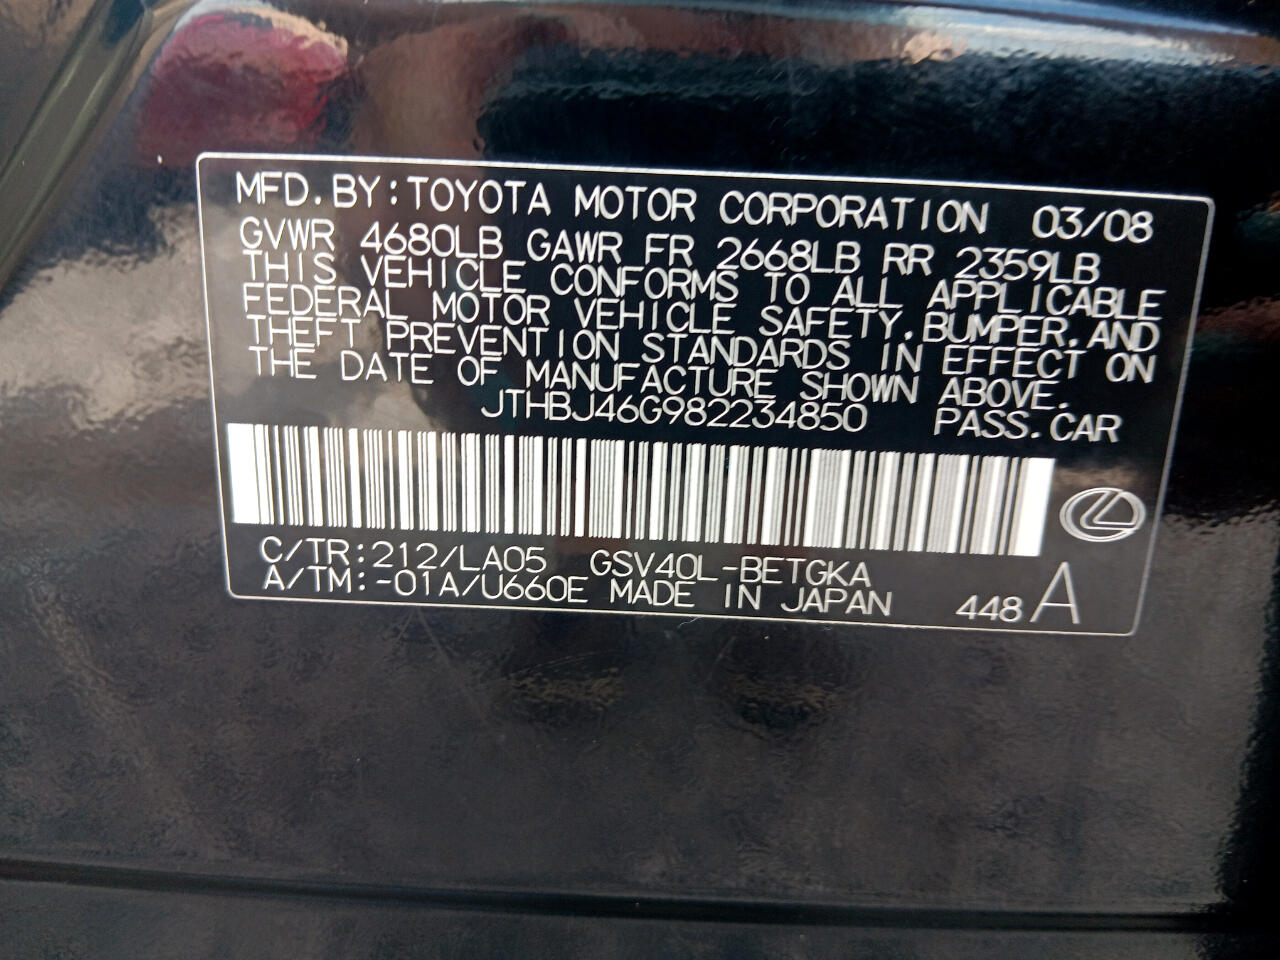 MFD. BY: TOYOTA MOTOR CORPORATION 03/08
GVWR 4680LB GAWR FR 2668LB RR 2359LB
THIS VEHICLE CONFORMS TO ALL APPLICABLE
FEDERAL MOTOR VEHICLE SAFETY, BUMPER, AND
THEFT PREVENTION STANDARDS IN EFFECT ON
THE DATE OF MANUFACTURE SHOWN ABOVE.
JTHBJ46G982234850 PASS. CAR
C/TR: 212/LA05 GSV40L-BETGKA
A/TM: -01A/U660E MADE IN JAPAN 448 A